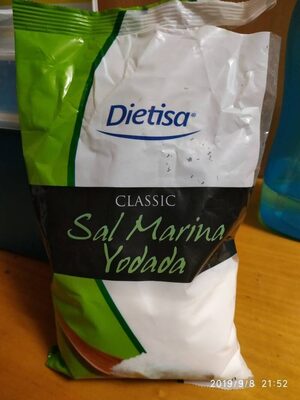 Dietisa®
CLASSIC
Sal Marina
Yodada
2019/9/8 21:52